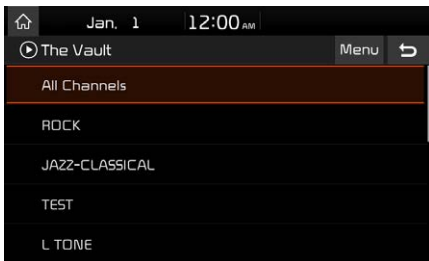 Jan. 1 12:00 AM
The Vault Menu
All Channels
ROCK
JAZZ-CLASSICAL
TEST
L TONE